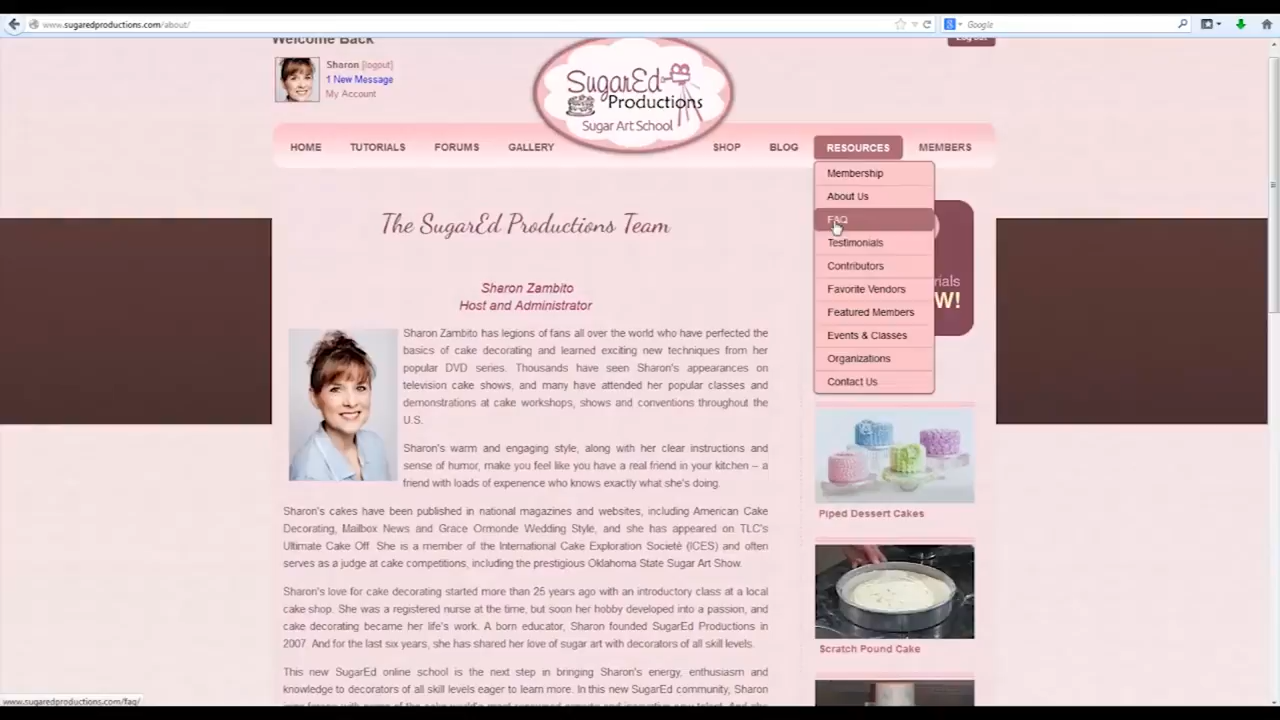 www.sugaredproductions.com/about/
Google
Welcome Back
Sharon [logout]
1 New Message
My Account
SugarEd
Productions
Sugar Art School
HOME TUTORIALS FORUMS GALLERY SHOP BLOG RESOURCES MEMBERS
Membership
About Us
FAQ
Testimonials
Contributors
Favorite Vendors
Featured Members
Events & Classes
Organizations
Contact Us
The SugarEd Productions Team
Sharon Zambito
Host and Administrator
Sharon Zambito has legions of fans all over the world who have perfected the
basics of cake decorating and learned exciting new techniques from her
popular DVD series. Thousands have seen Sharon's appearances on
television cake shows, and many have attended her popular classes and
demonstrations at cake workshops, shows and conventions throughout the
U.S.
Sharon's warm and engaging style, along with her clear instructions and
sense of humor, make you feel like you have a real friend in your kitchen – a
friend with loads of experience who knows exactly what she's doing.
Sharon's cakes have been published in national magazines and websites, including American Cake
Decorating, Mailbox News and Grace Ormonde Wedding Style, and she has appeared on TLC's
Ultimate Cake Off. She is a member of the International Cake Exploration Societé (ICES) and often
serves as a judge at cake competitions, including the prestigious Oklahoma State Sugar Art Show.
Sharon's love for cake decorating started more than 25 years ago with an introductory class at a local
cake shop. She was a registered nurse at the time, but soon her hobby developed into a passion, and
cake decorating became her life's work. A born educator, Sharon founded SugarEd Productions in
2007. And for the last six years, she has shared her love of sugar art with decorators of all skill levels.
This new SugarEd online school is the next step in bringing Sharon's energy, enthusiasm and
knowledge to decorators of all skill levels eager to learn more. In this new SugarEd community, Sharon
Piped Dessert Cakes
Scratch Pound Cake
www.sugaredproductions.com/faq/